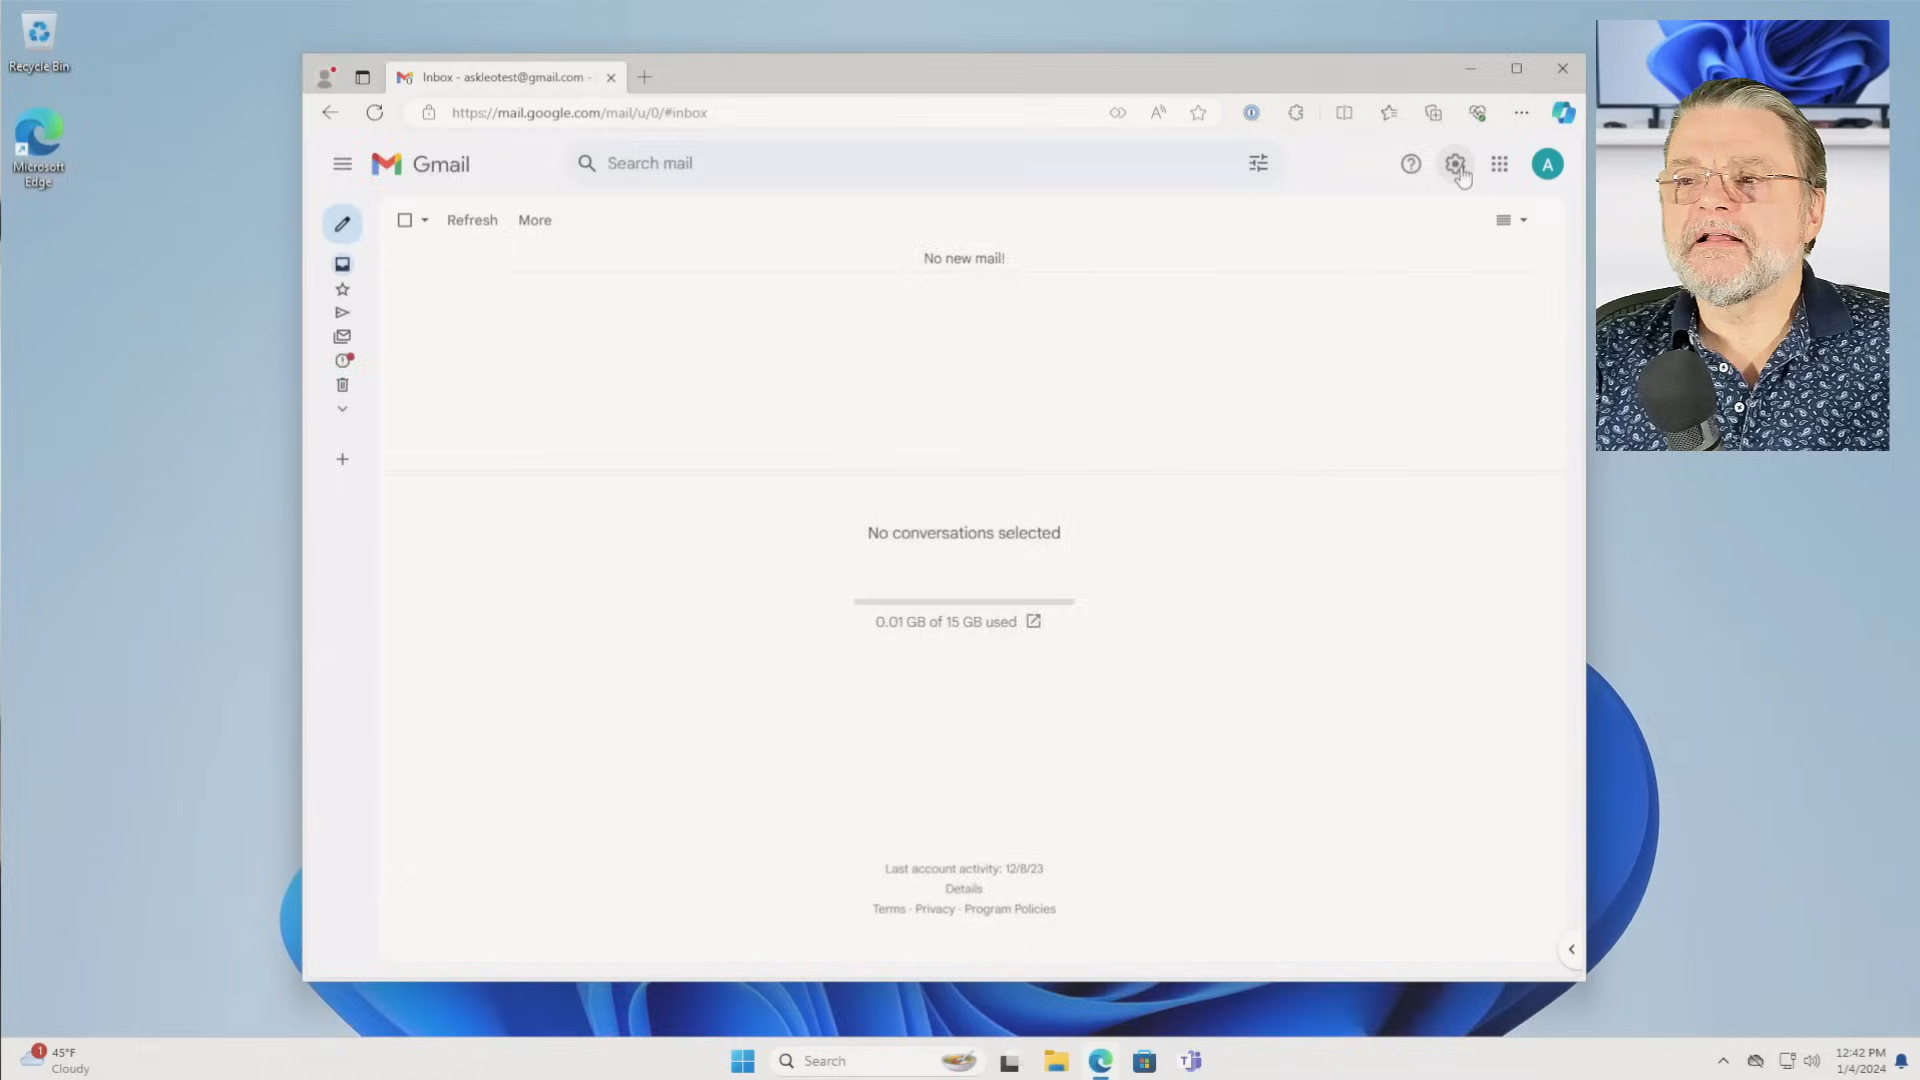 Recycle Bin
Microsoft
Edge
Inbox - askleotest@gmail.com -
https://mail.google.com/mail/u/0/#inbox
Gmail
Search mail
A
Refresh
More
No new mail!
No conversations selected
0.01 GB of 15 GB used
Last account activity: 12/8/23
Details
Terms · Privacy · Program Policies
1
45°F
Cloudy
Search
12:42 PM
1/4/2024